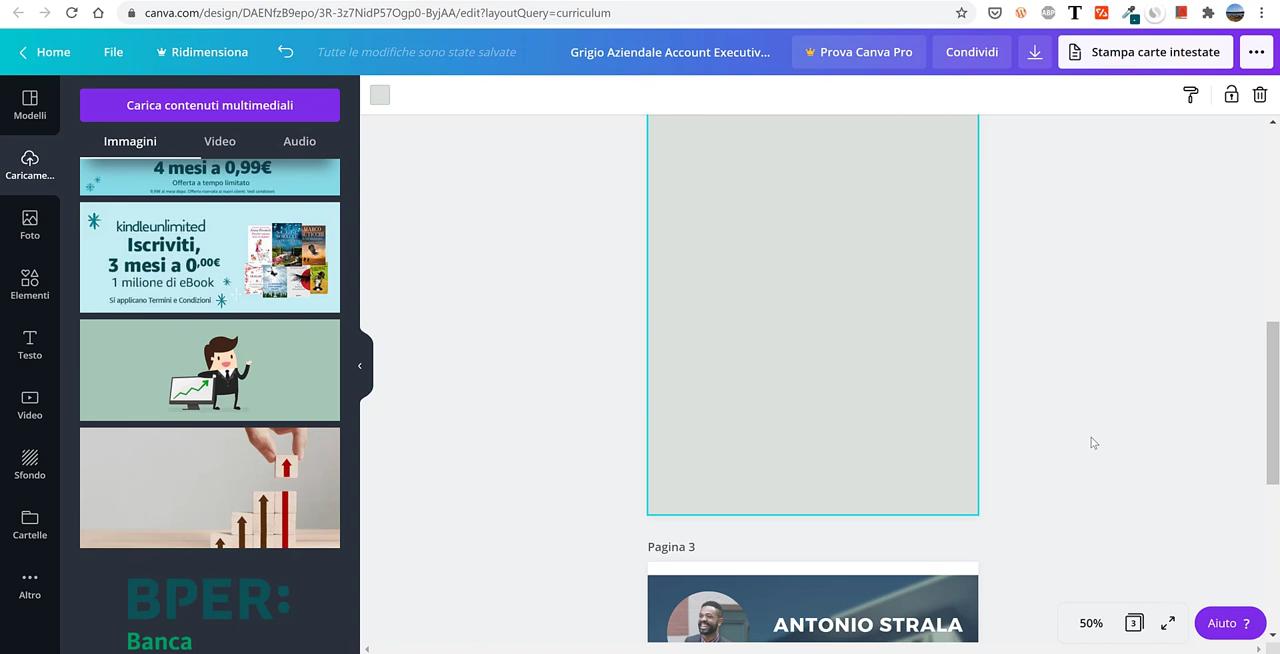 canva.com/design/DAENfzB9epo/3R-3z7NidP57Ogp0-ByjAA/edit?layoutQuery=curriculum
Home
File
Ridimensiona
Tutte le modifiche sono state salvate
Grigio Aziendale Account Executiv...
Prova Canva Pro
Condividi
Stampa carte intestate
Modelli
Caricame...
Foto
Elementi
Testo
Video
Sfondo
Cartelle
Altro
Carica contenuti multimediali
Immagini
Video
Audio
4 mesi a 0,99€
Offerta a tempo limitato
kindleunlimited
Iscriviti,
3 mesi a 0,00€
1 milione di eBook
Si applicano Termini e Condizioni
BPER:
Banca
Pagina 3
ANTONIO STRALA
50%
3
Aiuto ?